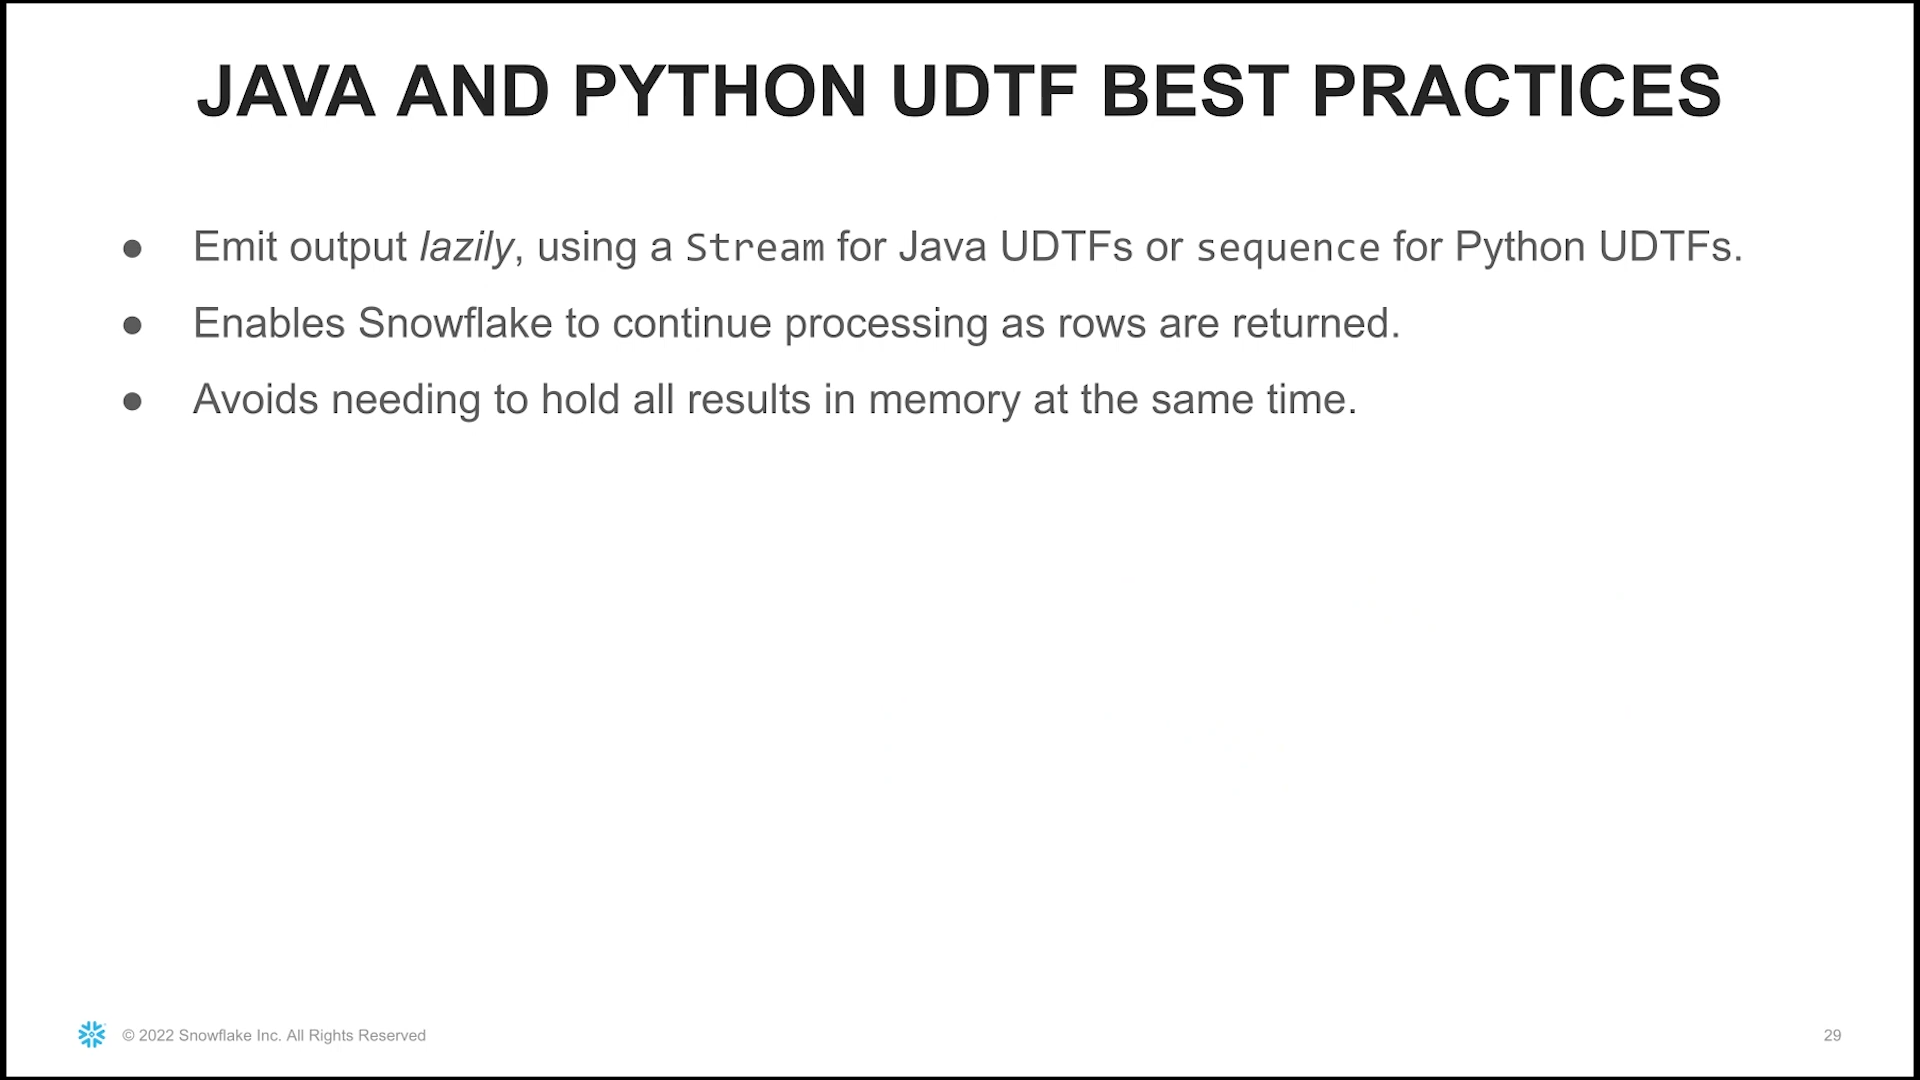 JAVA AND PYTHON UDTF BEST PRACTICES
● Emit output lazily, using a Stream for Java UDTFs or sequence for Python UDTFs.
● Enables Snowflake to continue processing as rows are returned.
● Avoids needing to hold all results in memory at the same time.
© 2022 Snowflake Inc. All Rights Reserved
29